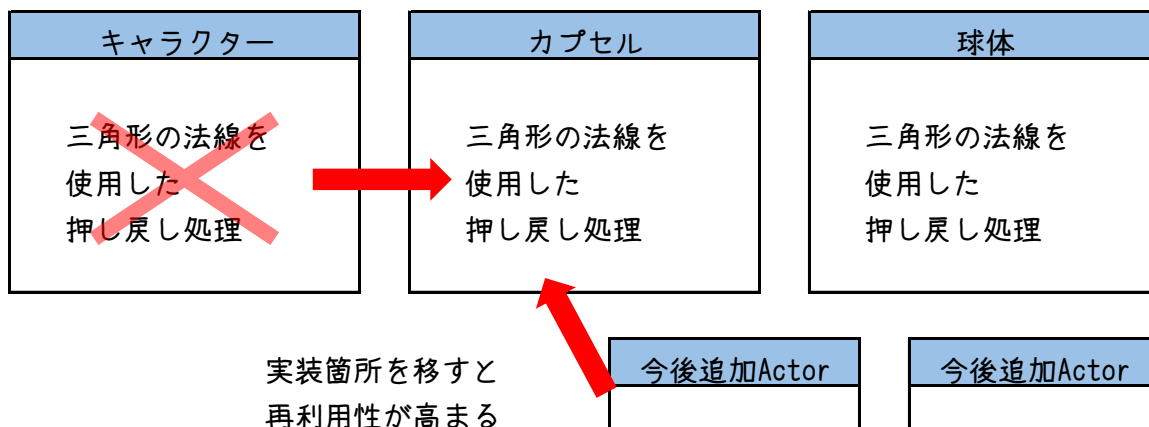 キャラクター
カプセル
球体
三角形の法線を
使用した
押し戻し処理
三角形の法線を
使用した
押し戻し処理
三角形の法線を
使用した
押し戻し処理
実装箇所を移すと
再利用性が高まる
今後追加Actor
今後追加Actor